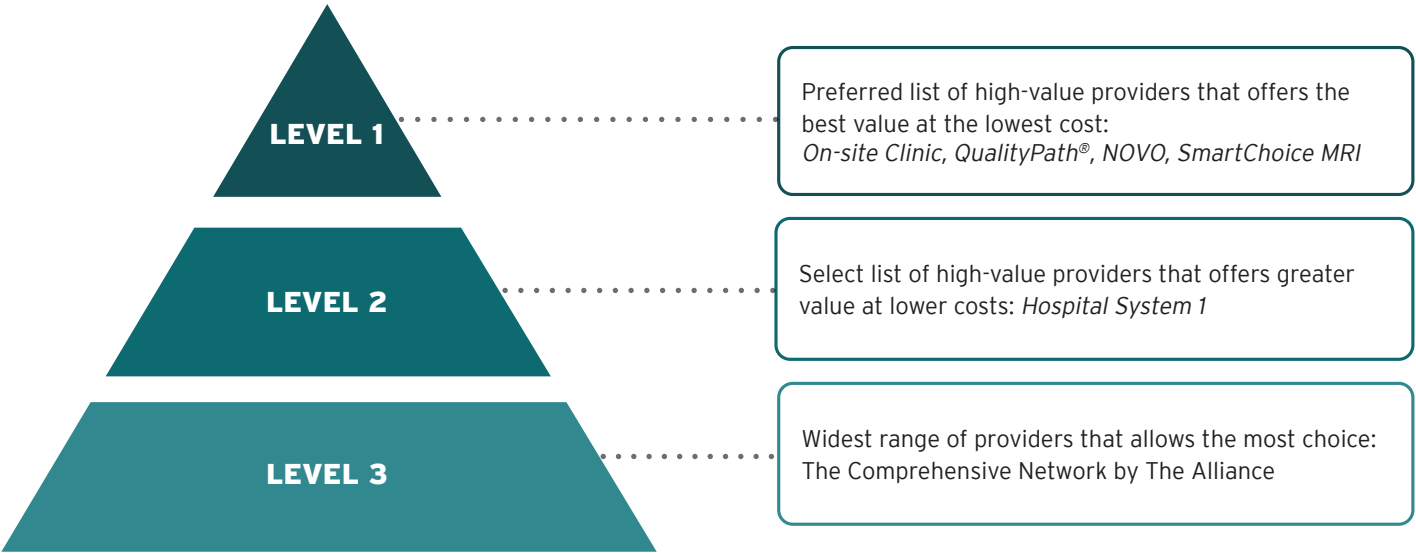 LEVEL 1
Preferred list of high-value providers that offers the
best value at the lowest cost:
On-site Clinic, QualityPath®, NOVO, SmartChoice MRI
LEVEL 2
Select list of high-value providers that offers greater
value at lower costs: Hospital System 1
LEVEL 3
Widest range of providers that allows the most choice:
The Comprehensive Network by The Alliance